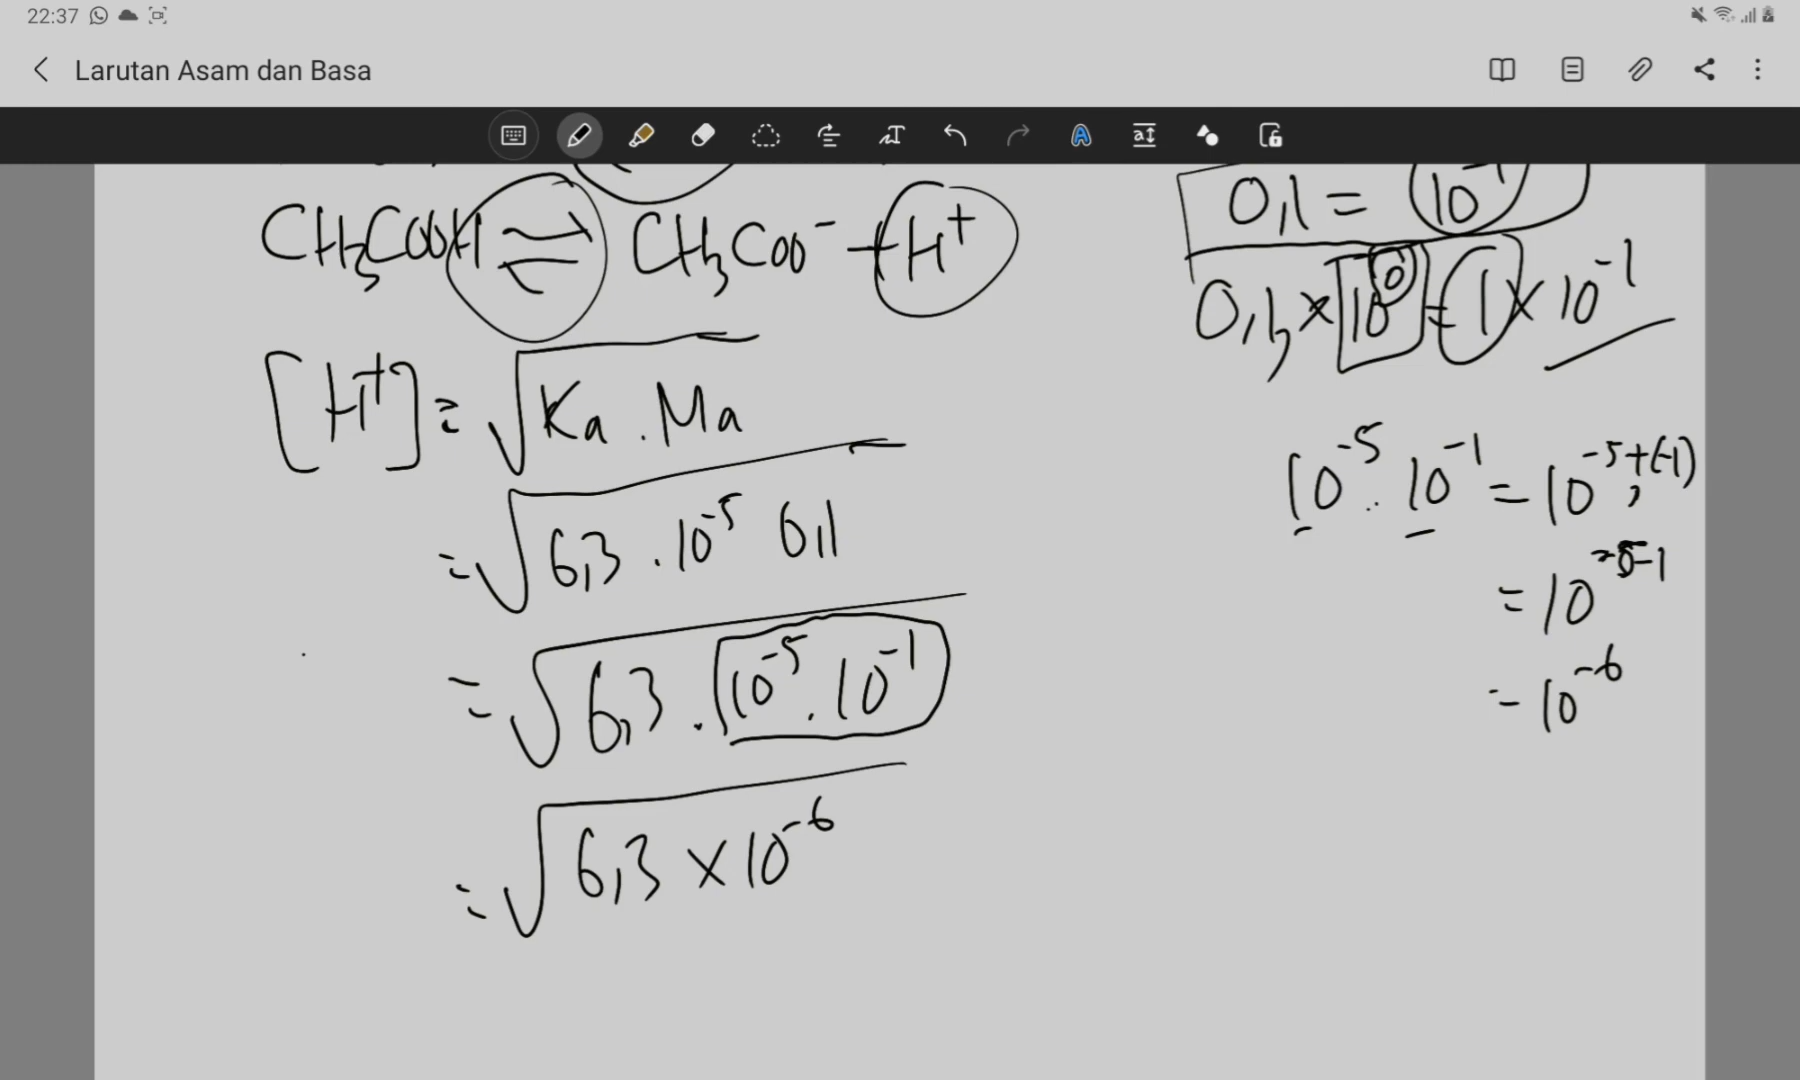 22:37
Larutan Asam dan Basa
CH₃COOH ⇌ CH₃COO⁻ + H⁺
[H⁺] = √Ka . Ma
= √6,3 . 10⁻⁵ 0,1
= √6,3 . 10⁻⁵ . 10⁻¹
= √6,3 × 10⁻⁶
0,1 = 10⁻¹
0,1 × 10⁰ = 1 × 10⁻¹
10⁻⁵ . 10⁻¹ = 10⁻⁵⁺⁽⁻¹⁾
= 10⁻⁵⁻¹
= 10⁻⁶